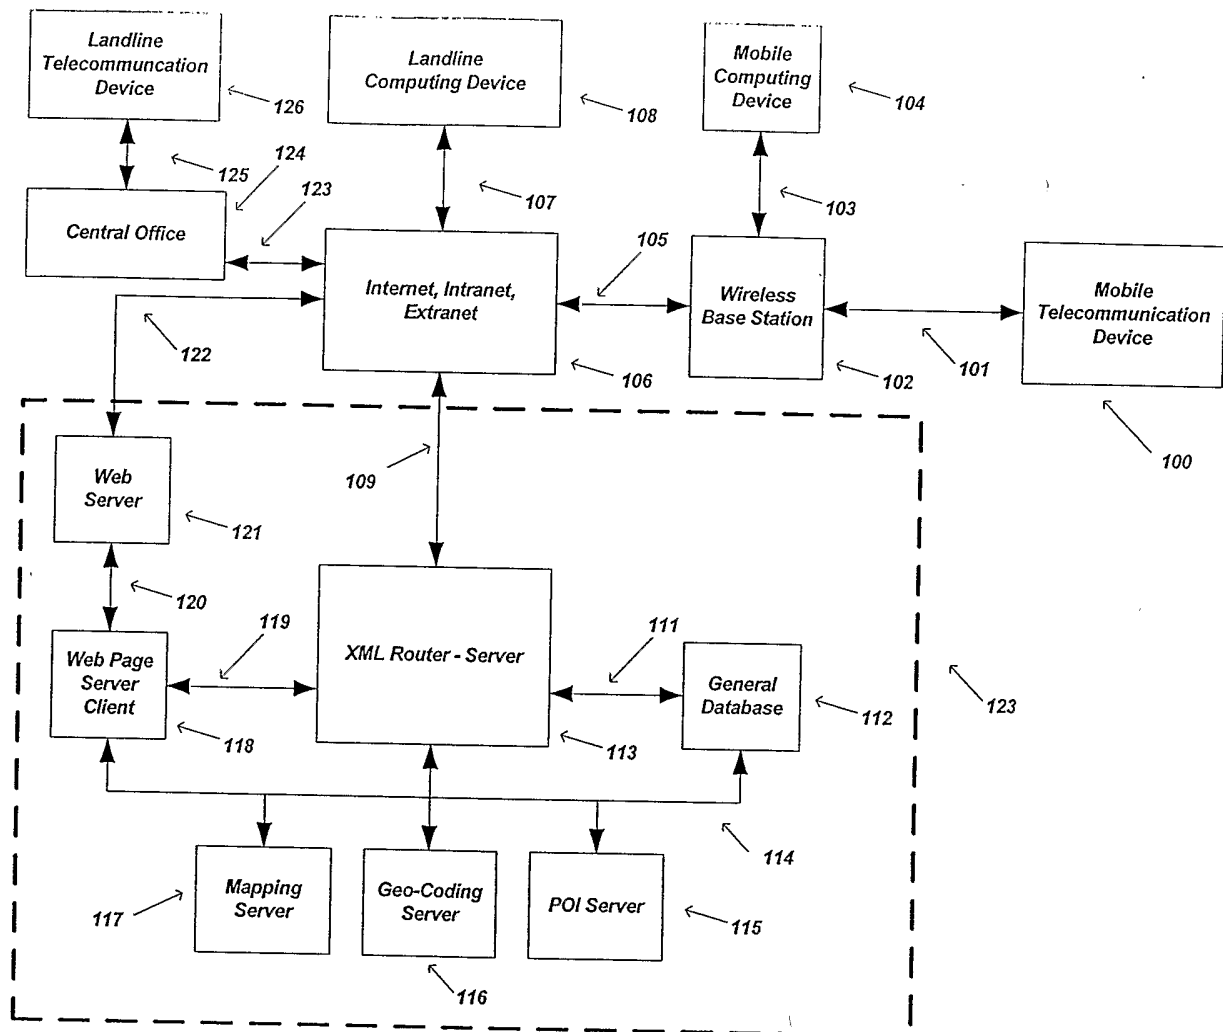 Landline
Telecommuncation
Device
126
Landline
Computing Device
108
Mobile
Computing
Device
104
125
124
123
107
103
Central Office
Internet, Intranet,
Extranet
105
Wireless
Base Station
Mobile
Telecommunication
Device
122
106
102
101
100
109
Web
Server
121
120
119
XML Router - Server
111
Web Page
Server
Client
General
Database
118
113
112
123
114
Mapping
Server
Geo-Coding
Server
POI Server
117
116
115